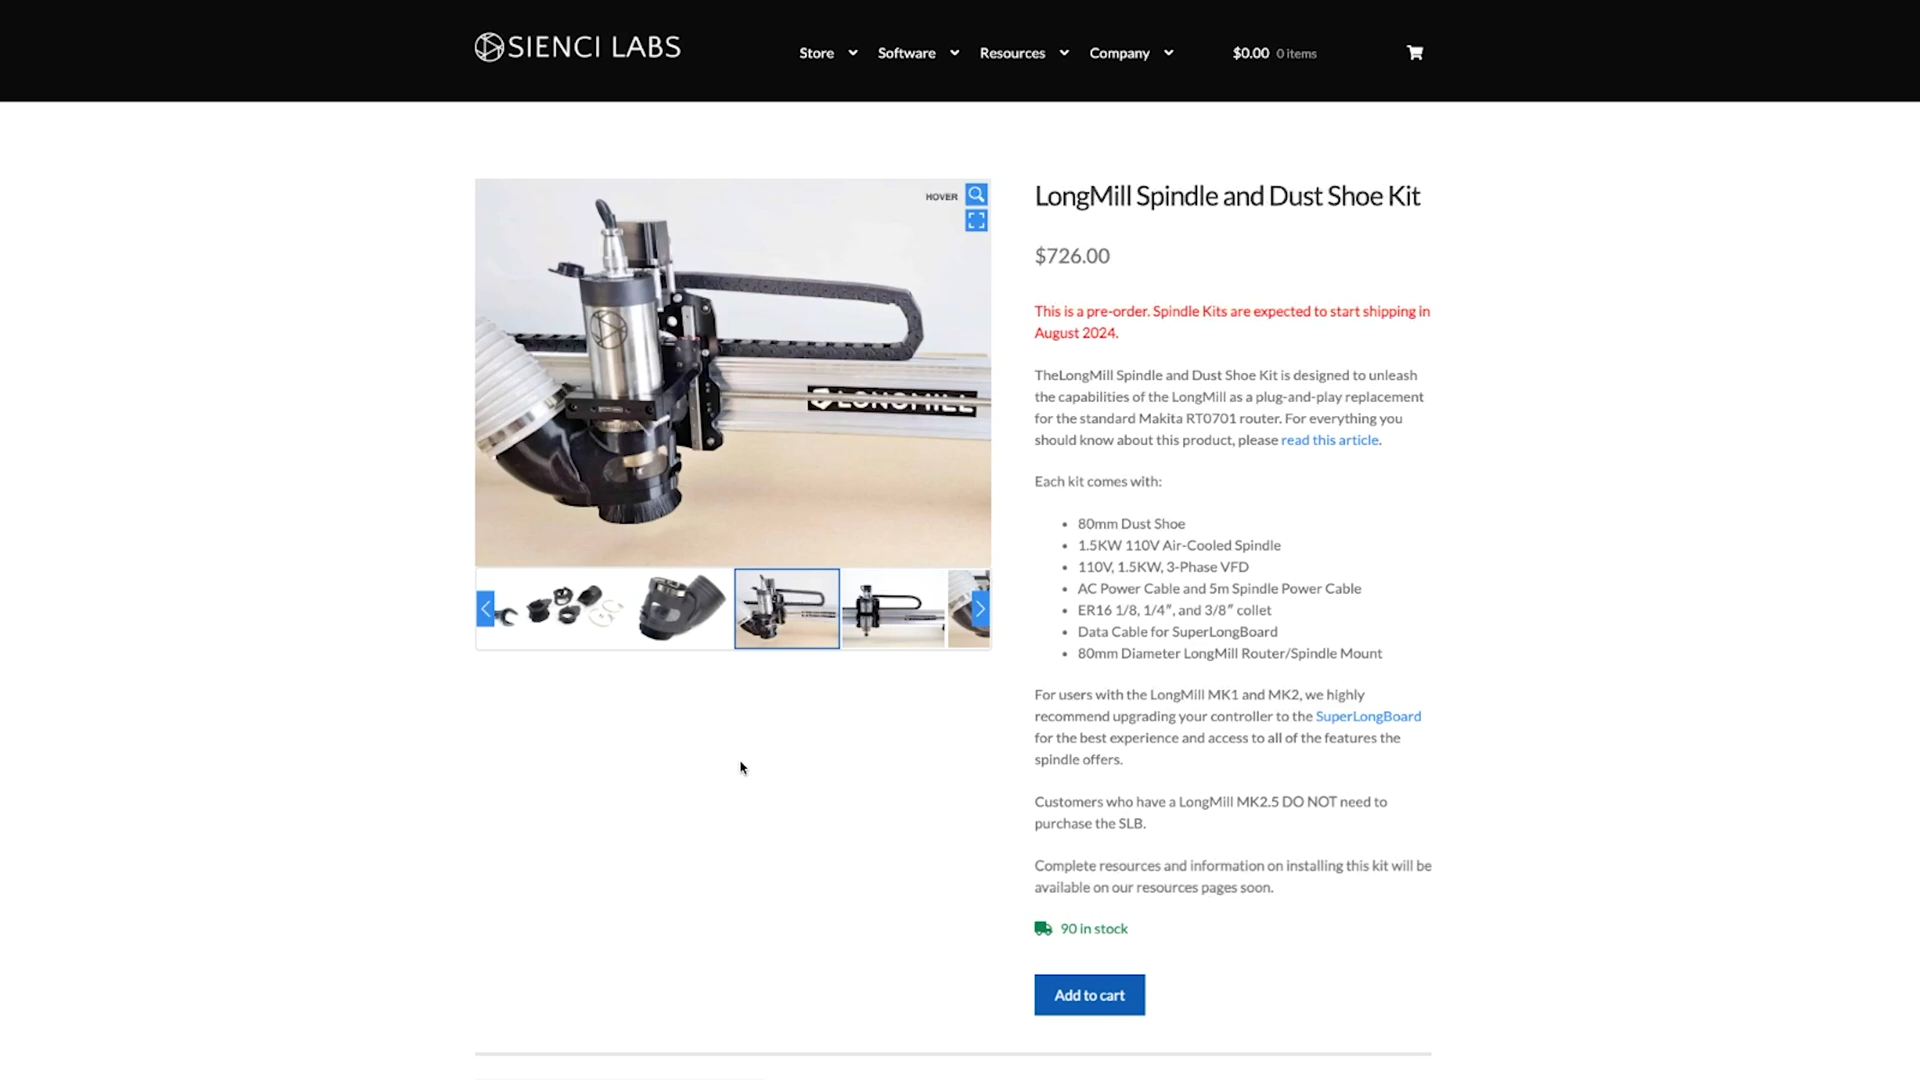 SIENCI LABS
Store
Software
Resources
Company
$0.00 0 items
HOVER
LONGMILL
LongMill Spindle and Dust Shoe Kit
$726.00
This is a pre-order. Spindle Kits are expected to start shipping in
August 2024.
TheLongMill Spindle and Dust Shoe Kit is designed to unleash
the capabilities of the LongMill as a plug-and-play replacement
for the standard Makita RT0701 router. For everything you
should know about this product, please read this article.
Each kit comes with:
• 80mm Dust Shoe
• 1.5KW 110V Air-Cooled Spindle
• 110V, 1.5KW, 3-Phase VFD
• AC Power Cable and 5m Spindle Power Cable
• ER16 1/8, 1/4″, and 3/8″ collet
• Data Cable for SuperLongBoard
• 80mm Diameter LongMill Router/Spindle Mount
For users with the LongMill MK1 and MK2, we highly
recommend upgrading your controller to the SuperLongBoard
for the best experience and access to all of the features the
spindle offers.
Customers who have a LongMill MK2.5 DO NOT need to
purchase the SLB.
Complete resources and information on installing this kit will be
available on our resources pages soon.
90 in stock
Add to cart